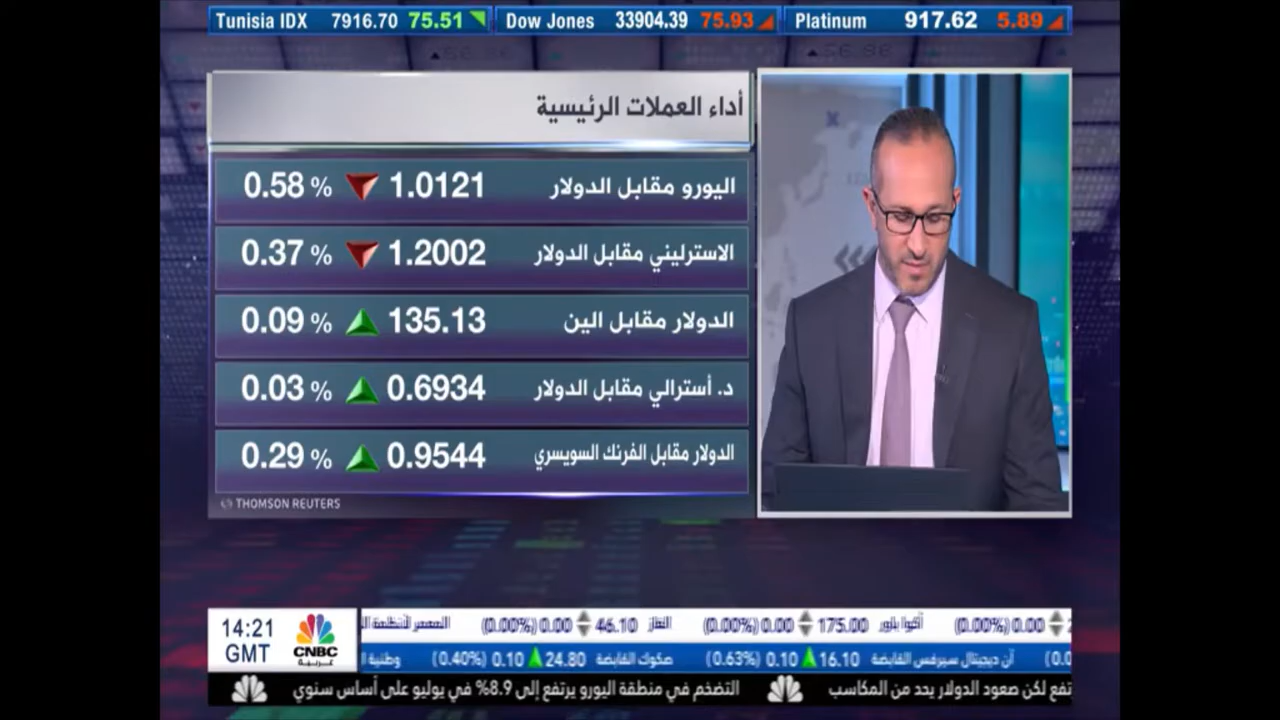 Tunisia IDX 7916.70 75.51 Dow Jones 33904.39 75.93 Platinum 917.62 5.89
أداء العملات الرئيسية
اليورو مقابل الدولار 1.0121 0.58 %
الاسترليني مقابل الدولار 1.2002 0.37 %
الدولار مقابل الين 135.13 0.09 %
د. أسترالي مقابل الدولار 0.6934 0.03 %
الدولار مقابل الفرنك السويسري 0.9544 0.29 %
THOMSON REUTERS
14:21
GMT
CNBC
عربية
(0.00%) 0.00 أكوا باور 175.00 0.00 (0.00%) الغاز 46.10 0.00 (0.00%)
آن ديجيتال سيرفس القابضة 16.10 0.10 (0.63%) صكوك القابضة 24.80 0.10 (0.40%) وطنية
تفع لكن صعود الدولار يحد من المكاسب التضخم في منطقة اليورو يرتفع إلى 8.9% في يوليو على أساس سنوي